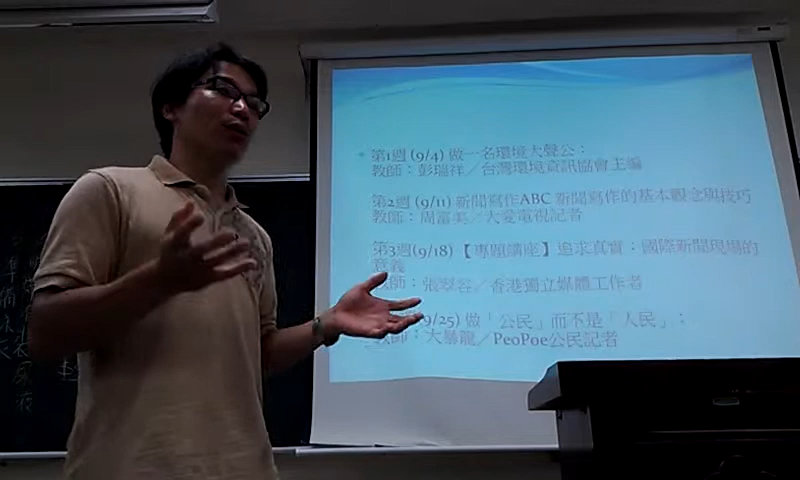 第1週 (9/4) 做一名環境大聲公：
教師：彭瑞祥／台灣環境資訊協會主編
第2週 (9/11) 新聞寫作ABC 新聞寫作的基本觀念與技巧
教師：周富美／大愛電視記者
第3週(9/18) 【專題講座】追求真實：國際新聞現場的
意義
教師：張翠容／香港獨立媒體工作者
9/25) 做「公民」而不是「人民」：
教師：大暴龍／PeoPoe公民記者
準備